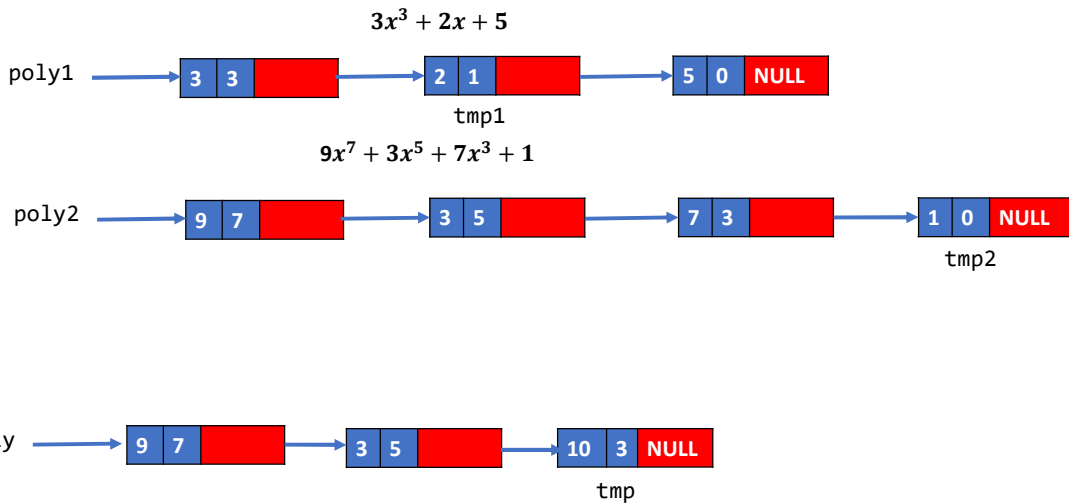 3x³ + 2x + 5
poly1 3 3 2 1 5 0 NULL
tmp1
9x⁷ + 3x⁵ + 7x³ + 1
poly2 9 7 3 5 7 3 1 0 NULL
tmp2
y 9 7 3 5 10 3 NULL
tmp